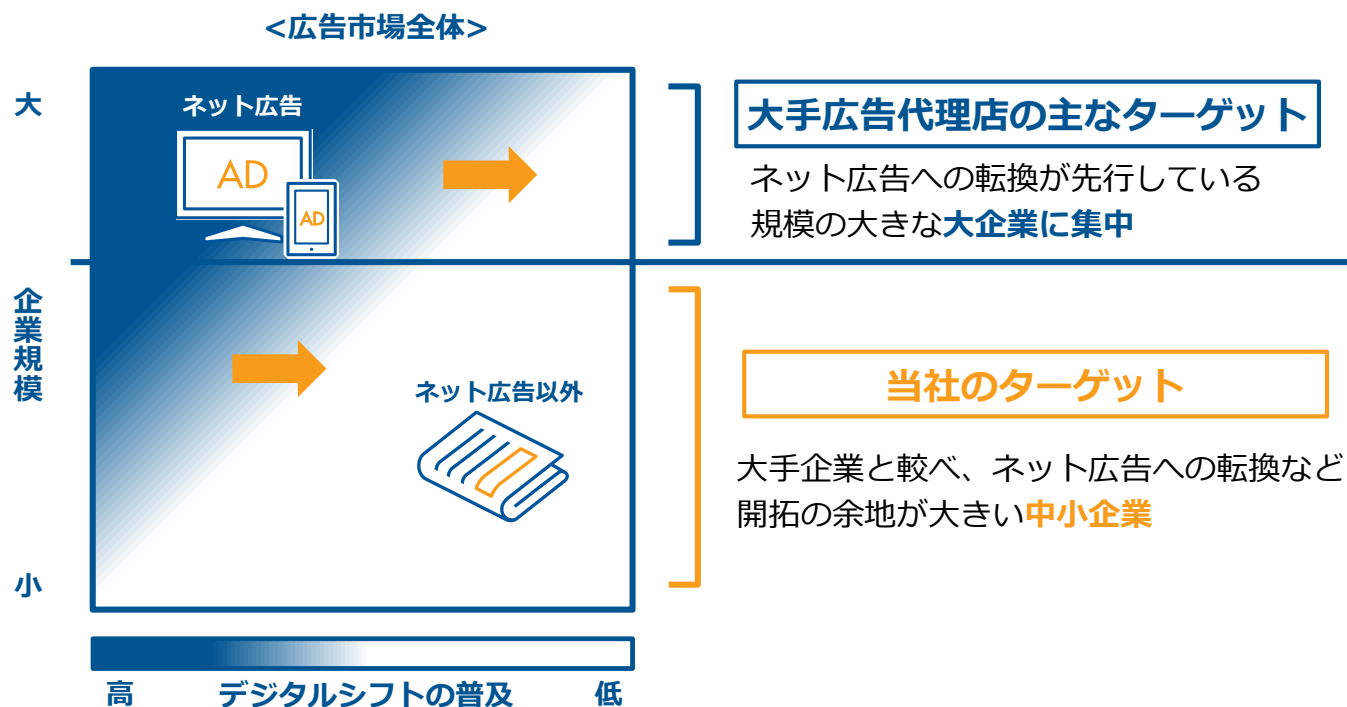 <広告市場全体>
大
ネット広告
AD
AD
大手広告代理店の主なターゲット
ネット広告への転換が先行している
規模の大きな大企業に集中
企業規模
ネット広告以外
当社のターゲット
大手企業と較べ、ネット広告への転換など
開拓の余地が大きい中小企業
小
高 デジタルシフトの普及 低